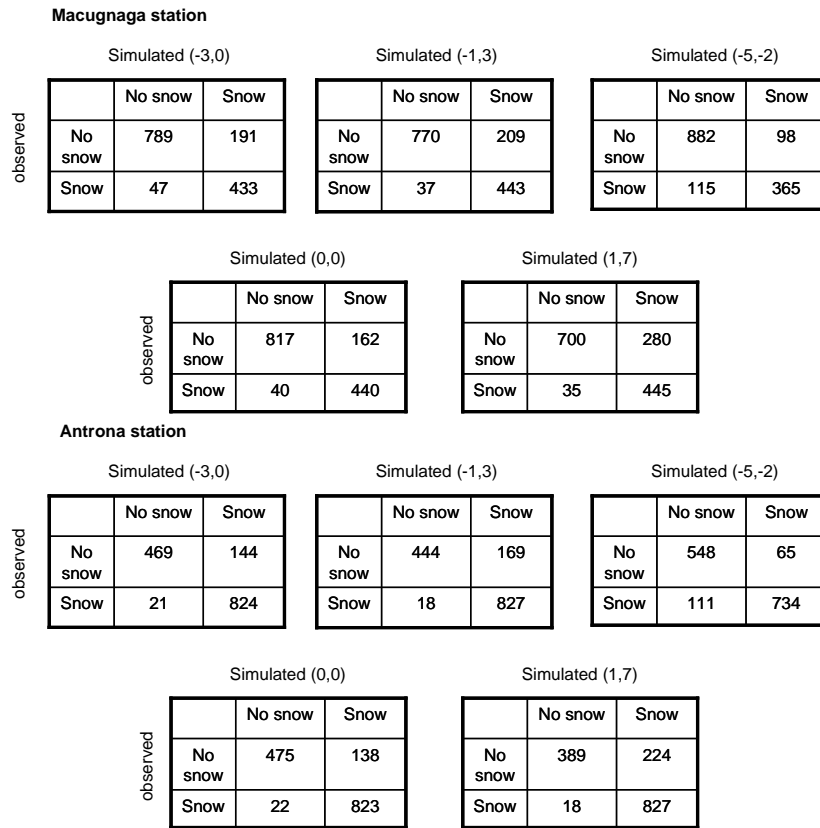 Macugnaga station
Simulated (-3,0) Simulated (-1,3) Simulated (-5,-2)
observed
No snow Snow No snow Snow No snow Snow
No snow 789 191 No snow 770 209 No snow 882 98
Snow 47 433 Snow 37 443 Snow 115 365
Simulated (0,0) Simulated (1,7)
observed
No snow Snow No snow Snow
No snow 817 162 No snow 700 280
Snow 40 440 Snow 35 445
Antrona station
Simulated (-3,0) Simulated (-1,3) Simulated (-5,-2)
observed
No snow Snow No snow Snow No snow Snow
No snow 469 144 No snow 444 169 No snow 548 65
Snow 21 824 Snow 18 827 Snow 111 734
Simulated (0,0) Simulated (1,7)
observed
No snow Snow No snow Snow
No snow 475 138 No snow 389 224
Snow 22 823 Snow 18 827